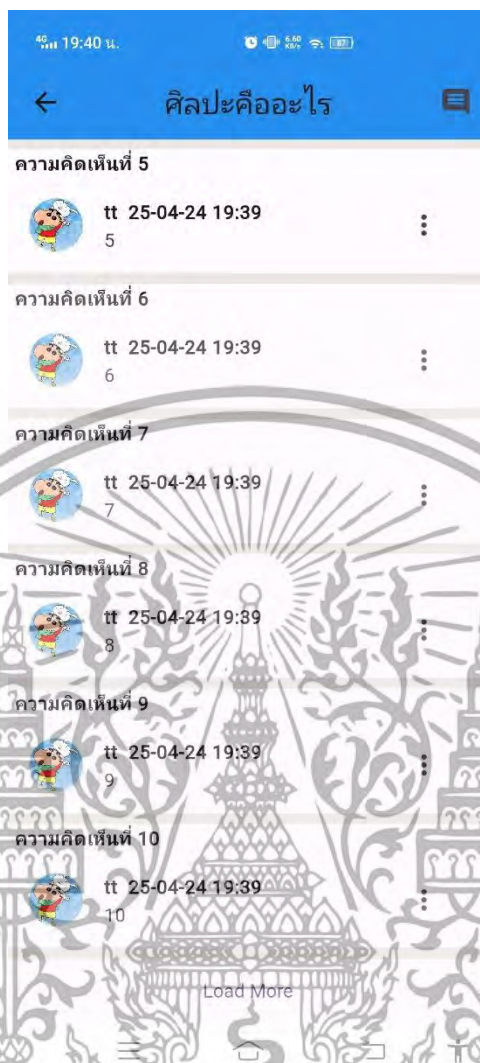 4G 19:40 น. 6.60 KB/s 87
ศิลปะคืออะไร
ความคิดเห็นที่ 5
tt 25-04-24 19:39
5
ความคิดเห็นที่ 6
tt 25-04-24 19:39
6
ความคิดเห็นที่ 7
tt 25-04-24 19:39
7
ความคิดเห็นที่ 8
tt 25-04-24 19:39
8
ความคิดเห็นที่ 9
tt 25-04-24 19:39
9
ความคิดเห็นที่ 10
tt 25-04-24 19:39
10
Load More